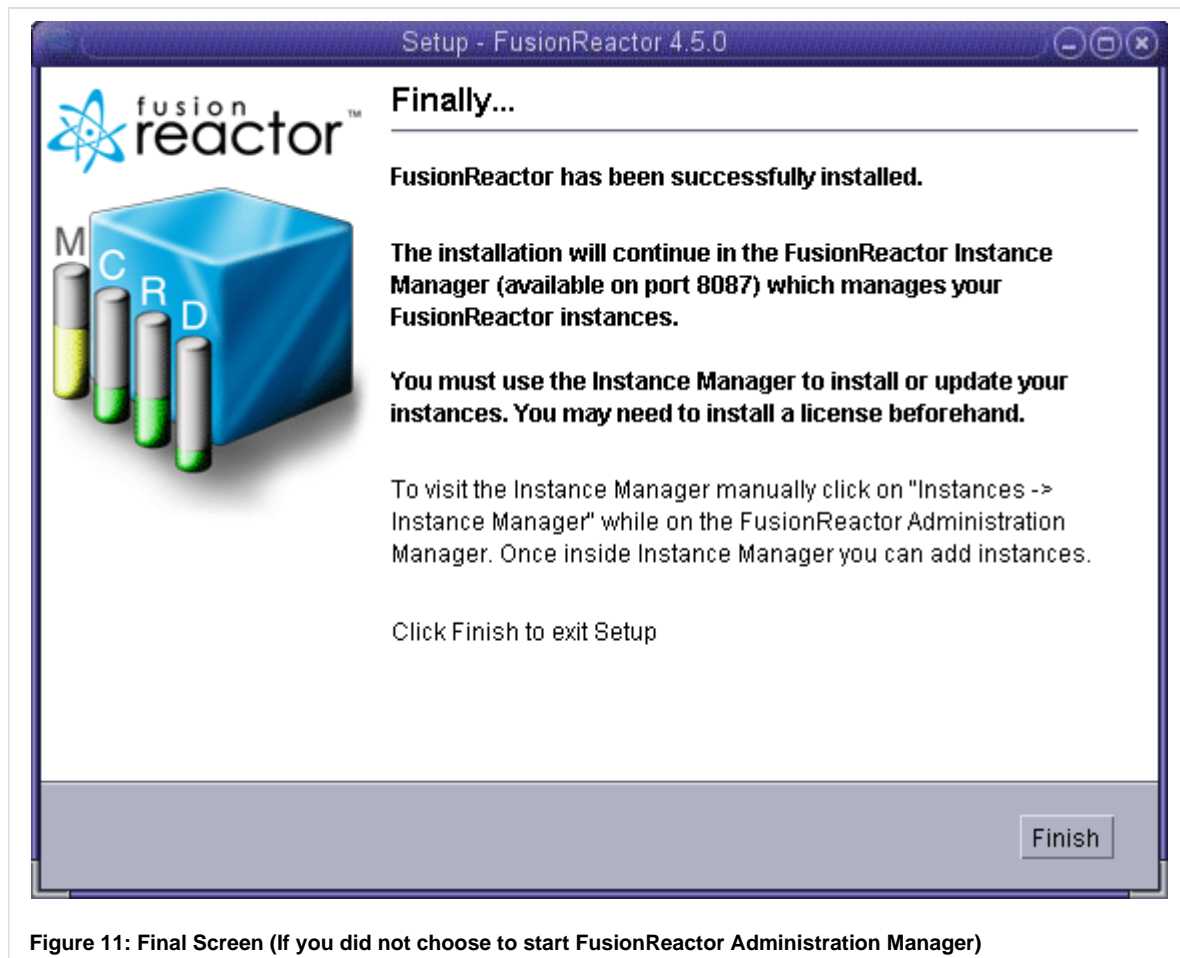 Setup - FusionReactor 4.5.0
fusion
reactor™
M
C
R
D
Finally...
FusionReactor has been successfully installed.
The installation will continue in the FusionReactor Instance
Manager (available on port 8087) which manages your
FusionReactor instances.
You must use the Instance Manager to install or update your
instances. You may need to install a license beforehand.
To visit the Instance Manager manually click on "Instances ->
Instance Manager" while on the FusionReactor Administration
Manager. Once inside Instance Manager you can add instances.
Click Finish to exit Setup
Finish
Figure 11: Final Screen (If you did not choose to start FusionReactor Administration Manager)